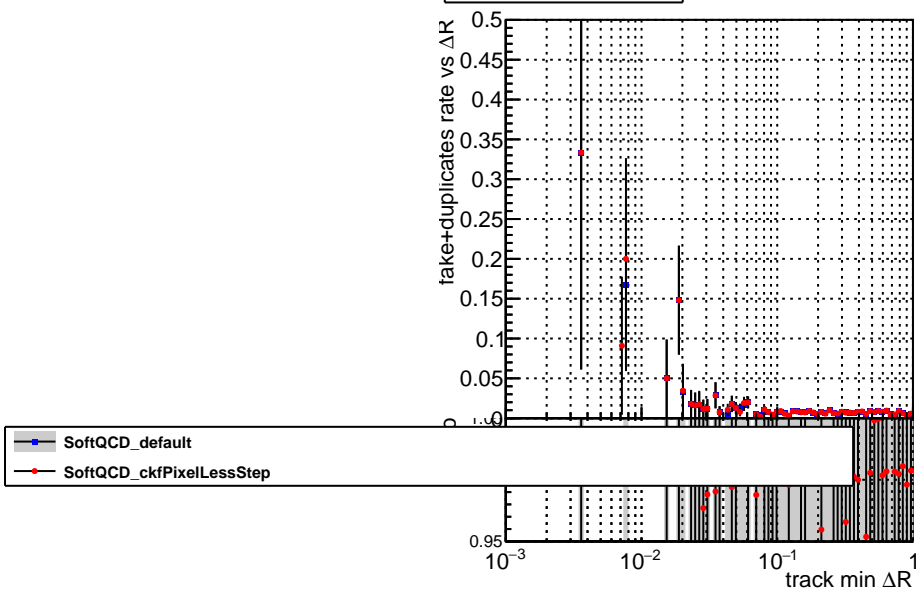 fake+duplicates rate vs ΔR
0.5
0.45
0.4
0.35
0.3
0.25
0.2
0.15
0.1
0.05
0
SoftQCD_default
SoftQCD_ckfPixelLessStep
0.95
10⁻³ 10⁻² 10⁻¹ 1
track min ΔR